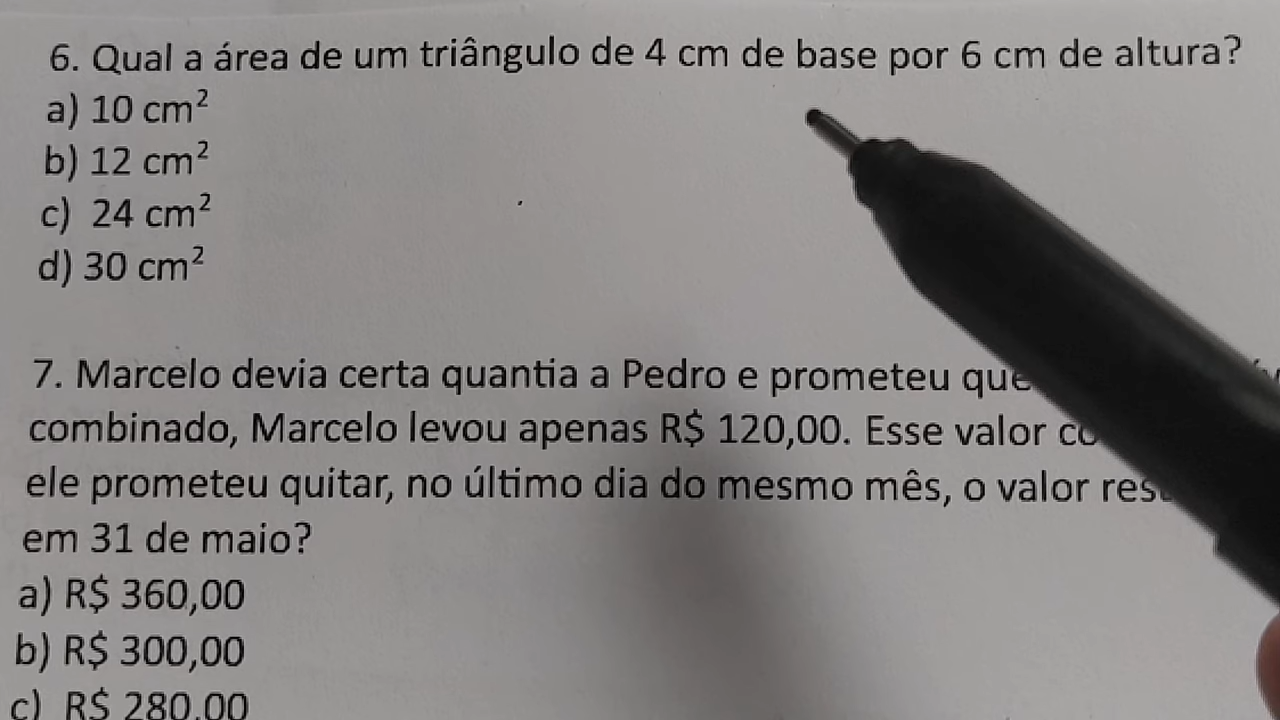 6. Qual a área de um triângulo de 4 cm de base por 6 cm de altura?
a) 10 cm²
b) 12 cm²
c) 24 cm²
d) 30 cm²
7. Marcelo devia certa quantia a Pedro e prometeu que
combinado, Marcelo levou apenas R$ 120,00. Esse valor
ele prometeu quitar, no último dia do mesmo mês, o valor
em 31 de maio?
a) R$ 360,00
b) R$ 300,00
c) R$ 280,00